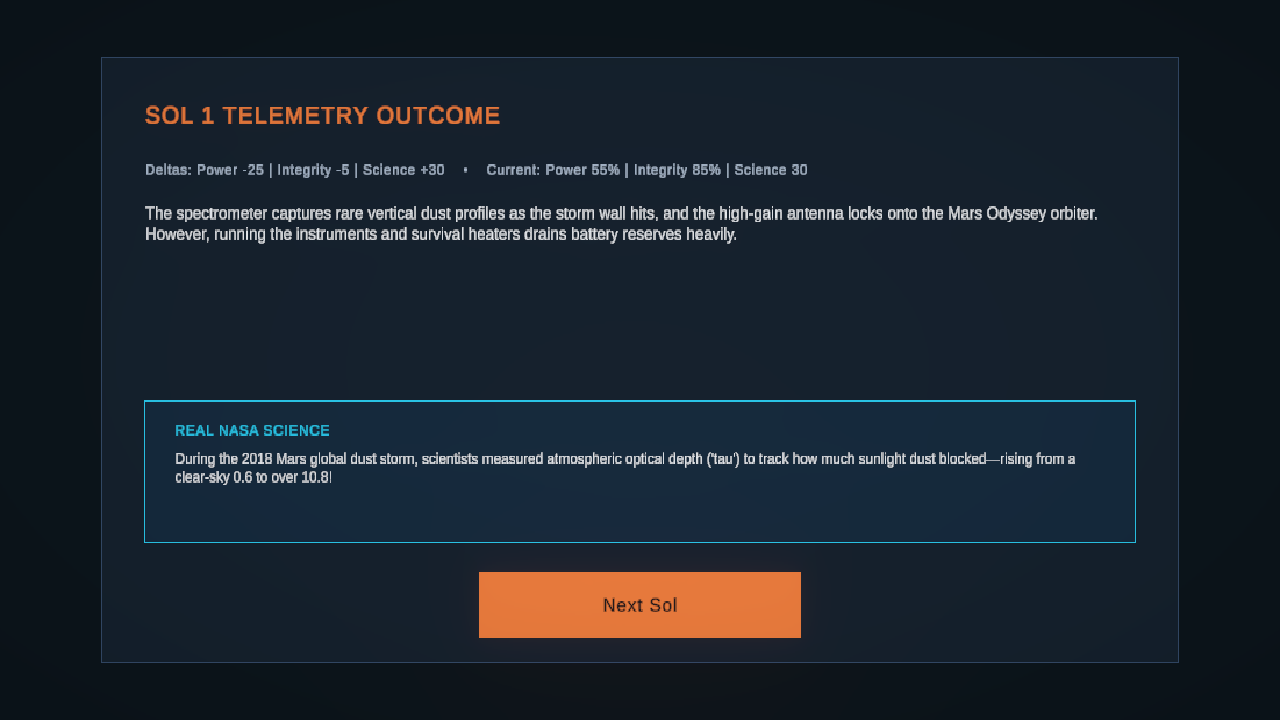 SOL 1 TELEMETRY OUTCOME
Deltas: Power -25 | Integrity -5 | Science +30 • Current: Power 55% | Integrity 85% | Science 30
The spectrometer captures rare vertical dust profiles as the storm wall hits, and the high-gain antenna locks onto the Mars Odyssey orbiter.
However, running the instruments and survival heaters drains battery reserves heavily.
REAL NASA SCIENCE
During the 2018 Mars global dust storm, scientists measured atmospheric optical depth ('tau') to track how much sunlight dust blocked—rising from a
clear-sky 0.6 to over 10.8!
Next Sol